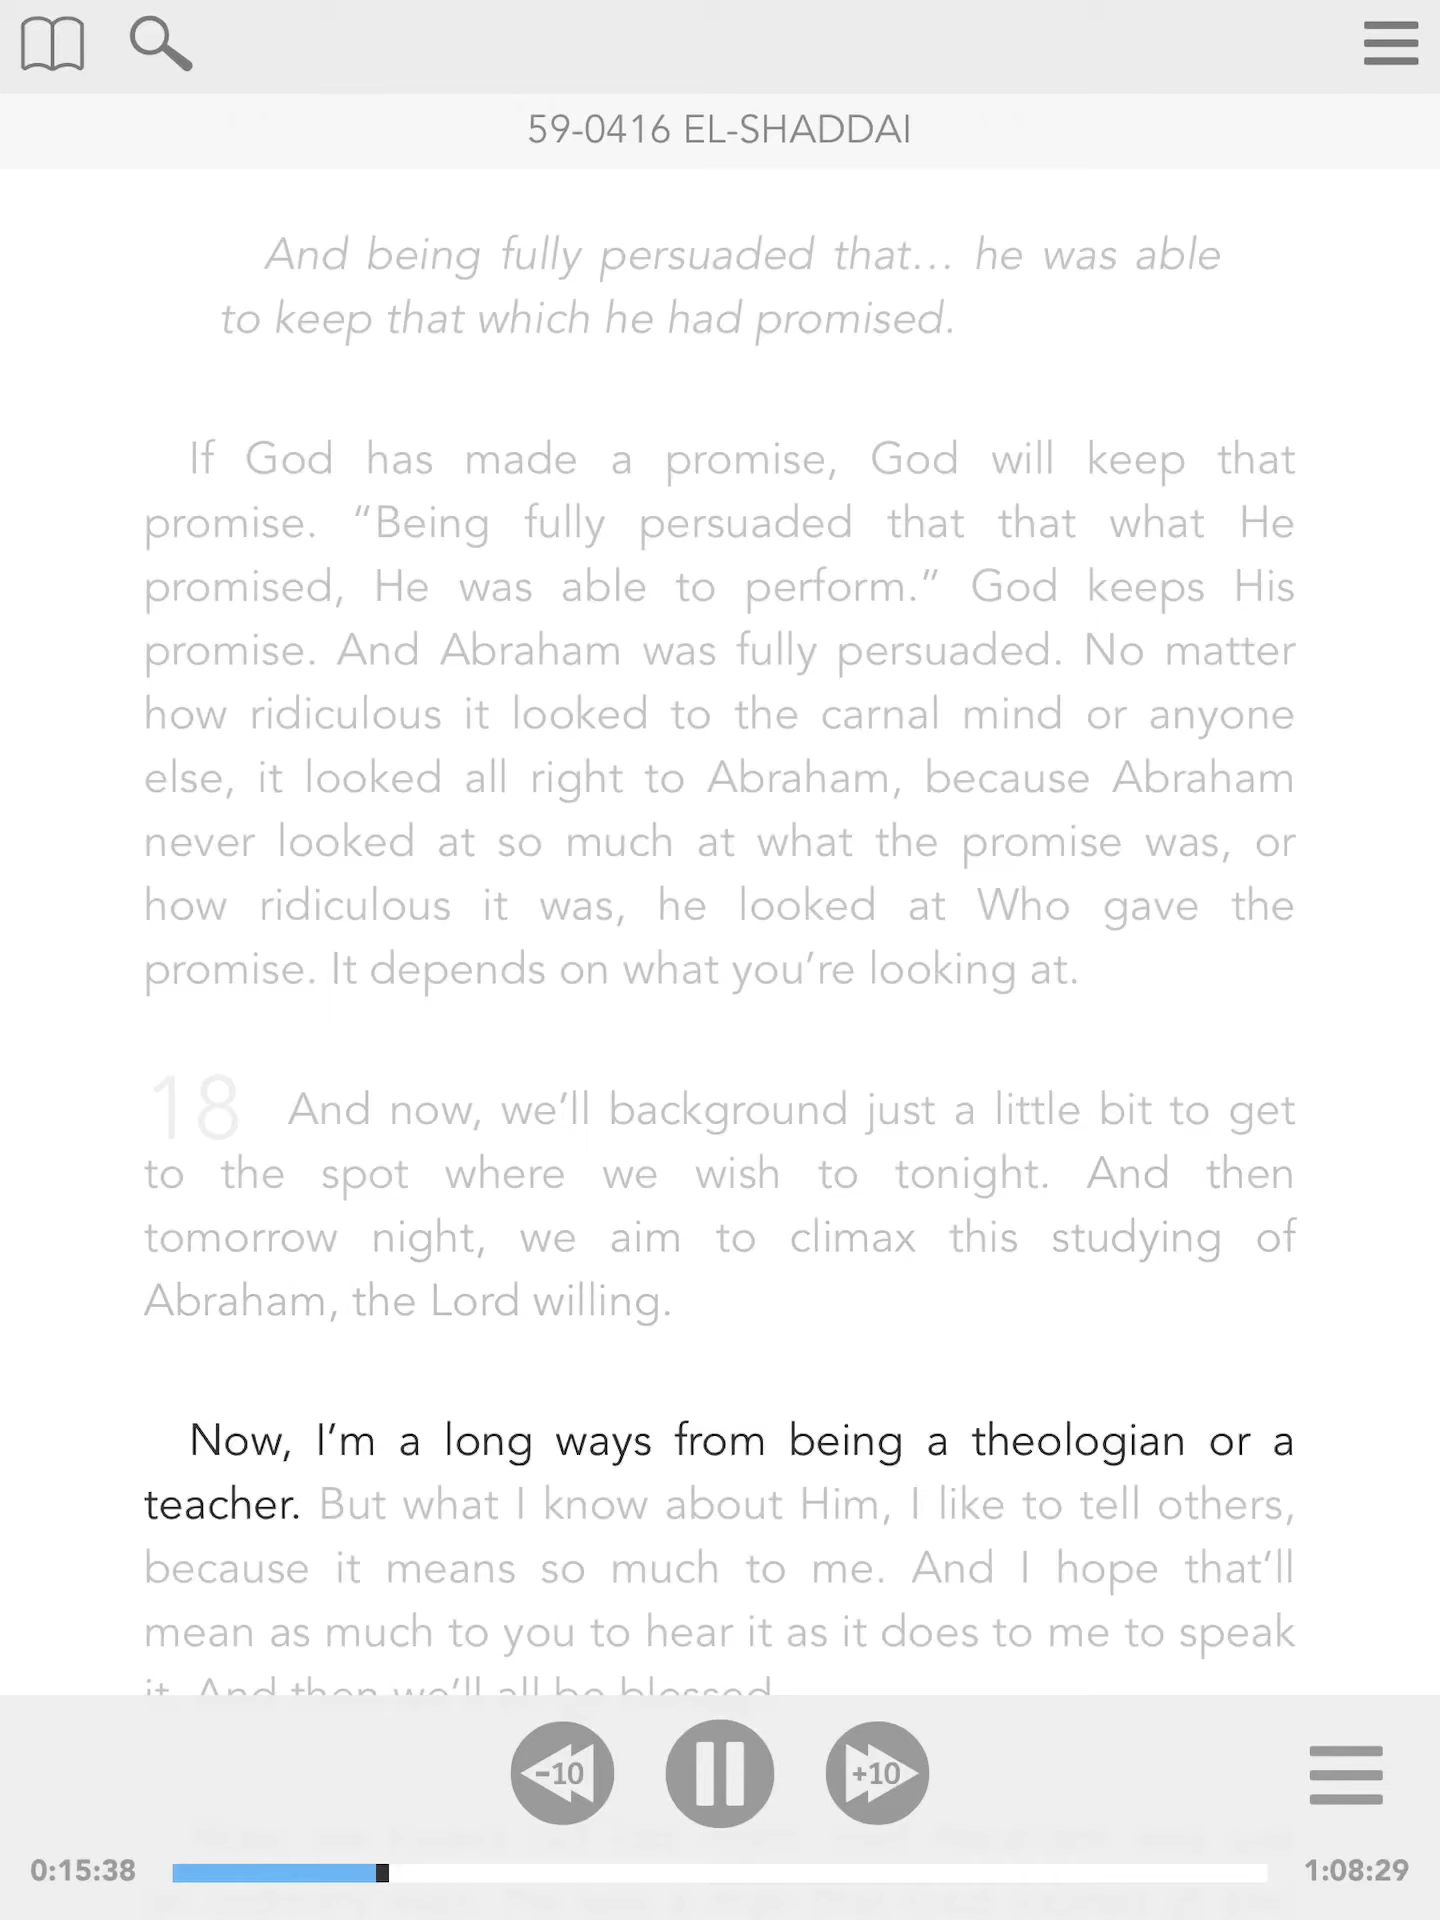 59-0416 EL-SHADDAI
And being fully persuaded that… he was able
to keep that which he had promised.
If God has made a promise, God will keep that
promise. “Being fully persuaded that that what He
promised, He was able to perform.” God keeps His
promise. And Abraham was fully persuaded. No matter
how ridiculous it looked to the carnal mind or anyone
else, it looked all right to Abraham, because Abraham
never looked at so much at what the promise was, or
how ridiculous it was, he looked at Who gave the
promise. It depends on what you’re looking at.
18 And now, we’ll background just a little bit to get
to the spot where we wish to tonight. And then
tomorrow night, we aim to climax this studying of
Abraham, the Lord willing.
Now, I’m a long ways from being a theologian or a
teacher. But what I know about Him, I like to tell others,
because it means so much to me. And I hope that’ll
mean as much to you to hear it as it does to me to speak
it. And then we’ll all be blessed
-10 +10
0:15:38 1:08:29